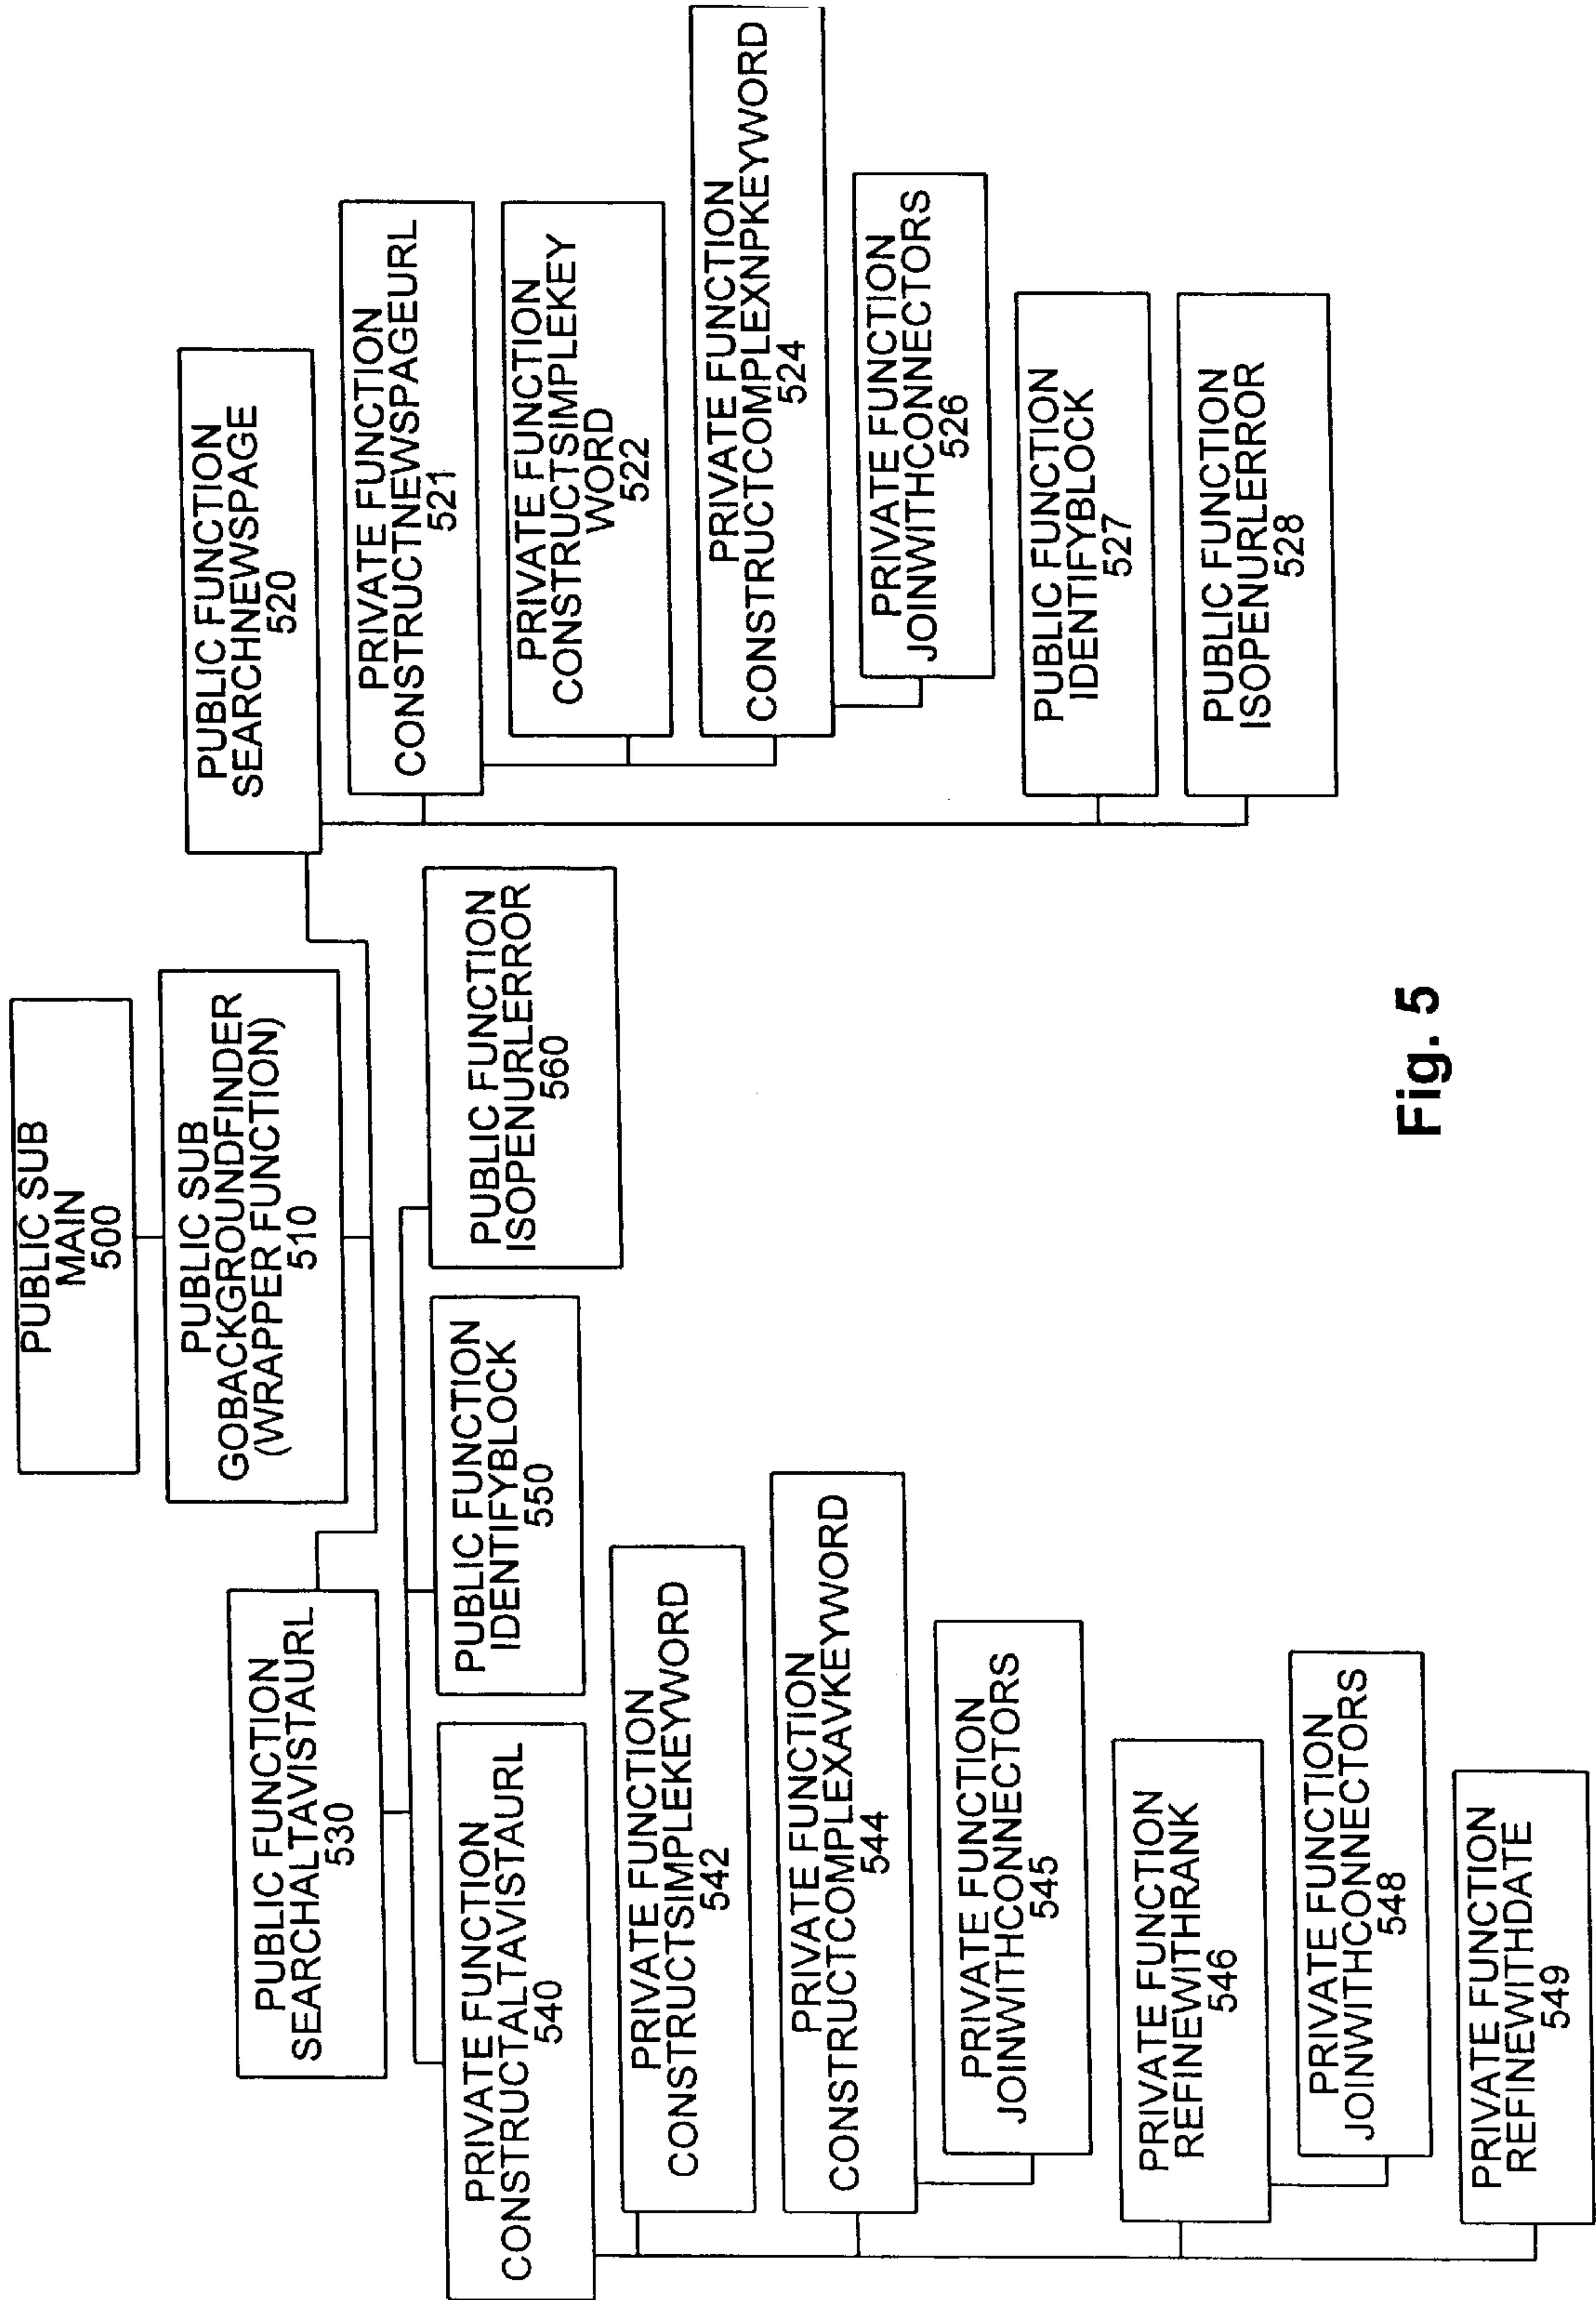 PUBLIC SUB
MAIN
500
PUBLIC SUB
GOBACKGROUNDFINDER
(WRAPPER FUNCTION)
510
PUBLIC FUNCTION
SEARCHALTAVISTAURL
530
PRIVATE FUNCTION
CONSTRUCTALTAVISTAURL
540
PRIVATE FUNCTION
CONSTRUCTSIMPLEKEYWORD
542
PRIVATE FUNCTION
CONSTRUCTCOMPLEXAVKEYWORD
544
PRIVATE FUNCTION
JOINWITHCONNECTORS
545
PRIVATE FUNCTION
REFINEWITHRANK
546
PRIVATE FUNCTION
JOINWITHCONNECTORS
548
PRIVATE FUNCTION
REFINEWITHDATE
549
PUBLIC FUNCTION
IDENTIFYBLOCK
550
PUBLIC FUNCTION
ISOPENURLERROR
560
PUBLIC FUNCTION
SEARCHNEWSPAGE
520
PRIVATE FUNCTION
CONSTRUCTNEWSPAGEURL
521
PRIVATE FUNCTION
CONSTRUCTSIMPLEKEY
WORD
522
PRIVATE FUNCTION
CONSTRUCTCOMPLEXNPKEYWORD
524
PRIVATE FUNCTION
JOINWITHCONNECTORS
526
PUBLIC FUNCTION
IDENTIFYBLOCK
527
PUBLIC FUNCTION
ISOPENURLERROR
528
Fig. 5